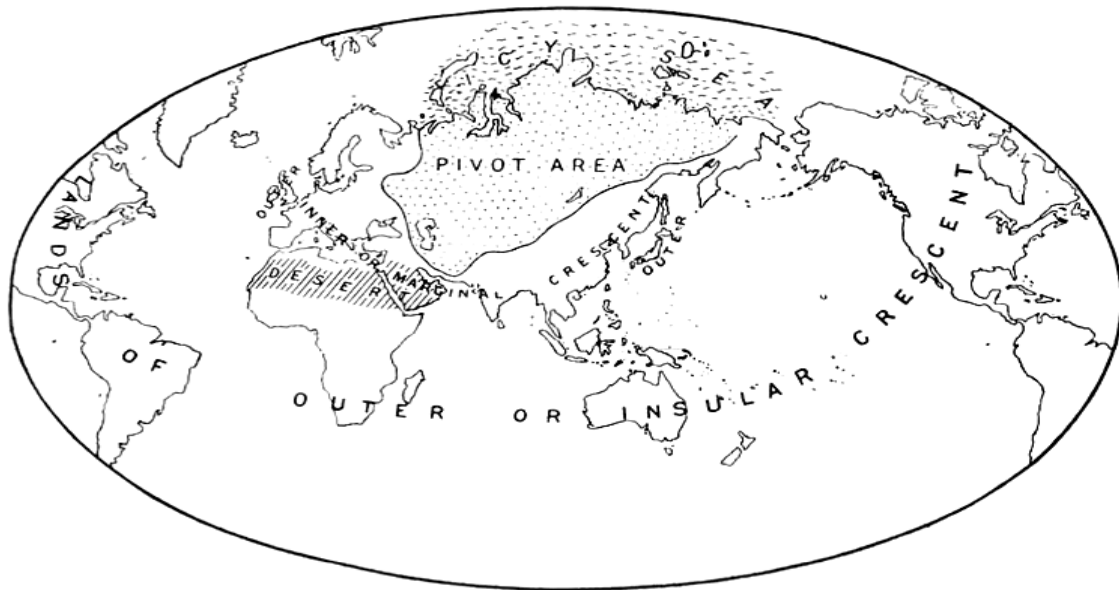 ICY SEA
PIVOT AREA
OUTER
INNER OR MARGINAL CRESCENT
OUTER
DESERT
LANDS OF OUTER OR INSULAR CRESCENT